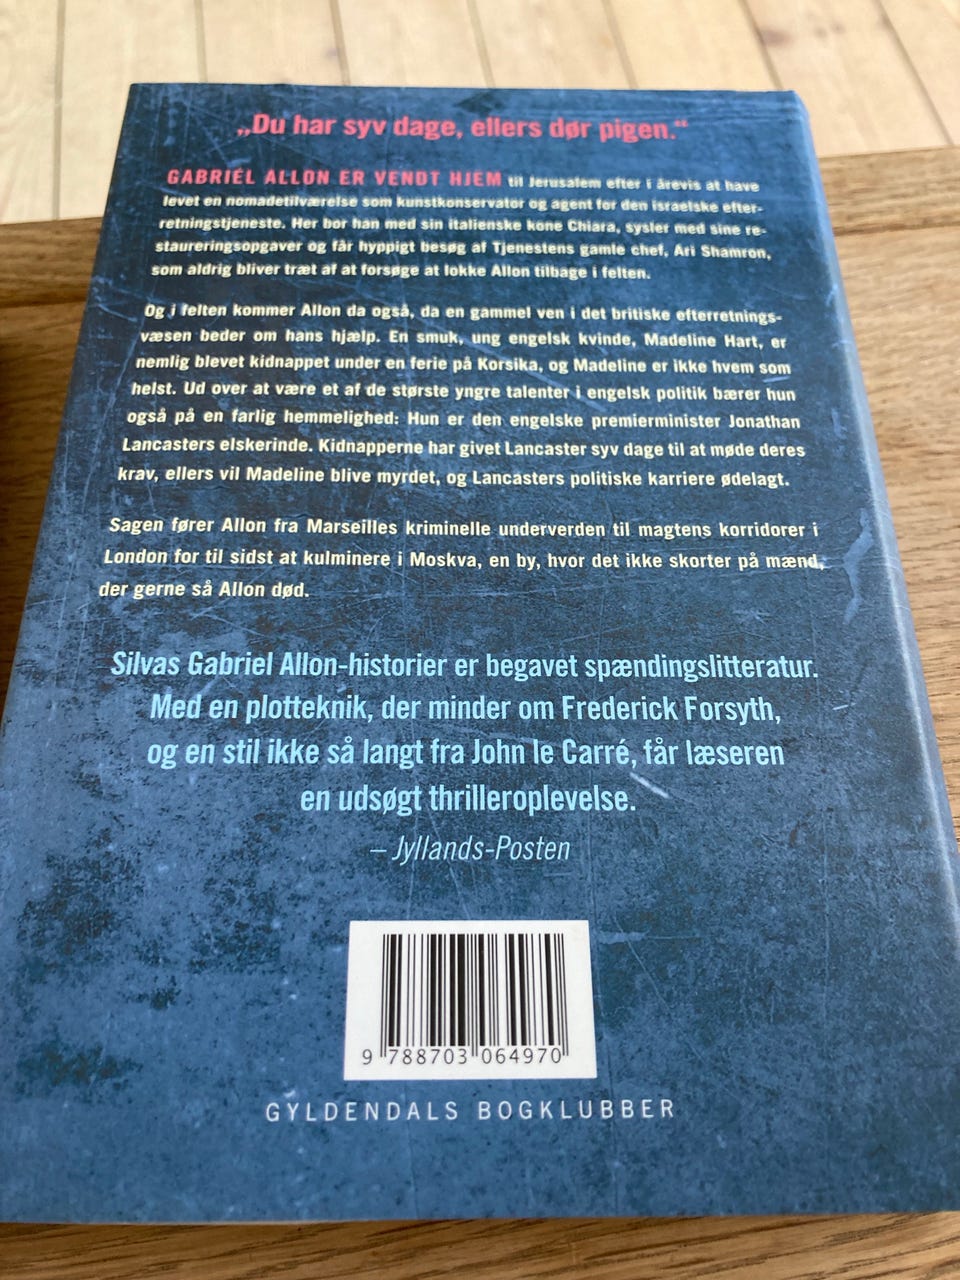 „Du har syv dage, ellers dør pigen.“
GABRIEL ALLON ER VENDT HJEM til Jerusalem efter i årevis at have
levet en nomadetilværelse som kunstkonservator og agent for den israelske efter-
retningstjeneste. Her bor han med sin italienske kone Chiara, sysler med sine re-
staureringsopgaver og får hyppigt besøg af Tjenestens gamle chef, Ari Shamron,
som aldrig bliver træt af at forsøge at lokke Allon tilbage i felten.
Og i felten kommer Allon da også, da en gammel ven i det britiske efterretnings-
væsen beder om hans hjælp. En smuk, ung engelsk kvinde, Madeline Hart, er
nemlig blevet kidnappet under en ferie på Korsika, og Madeline er ikke hvem som
helst. Ud over at være et af de største yngre talenter i engelsk politik bærer hun
også på en farlig hemmelighed: Hun er den engelske premierminister Jonathan
Lancasters elskerinde. Kidnapperne har givet Lancaster syv dage til at møde deres
krav, ellers vil Madeline blive myrdet, og Lancasters politiske karriere ødelagt.
Sagen fører Allon fra Marseilles kriminelle underverden til magtens korridorer i
London for til sidst at kulminere i Moskva, en by, hvor det ikke skorter på mænd,
der gerne så Allon død.
Silvas Gabriel Allon-historier er begavet spændingslitteratur.
Med en plotteknik, der minder om Frederick Forsyth,
og en stil ikke så langt fra John le Carré, får læseren
en udsøgt thrilleroplevelse.
– Jyllands-Posten
9 788703 064970
GYLDENDALS BOGKLUBBER